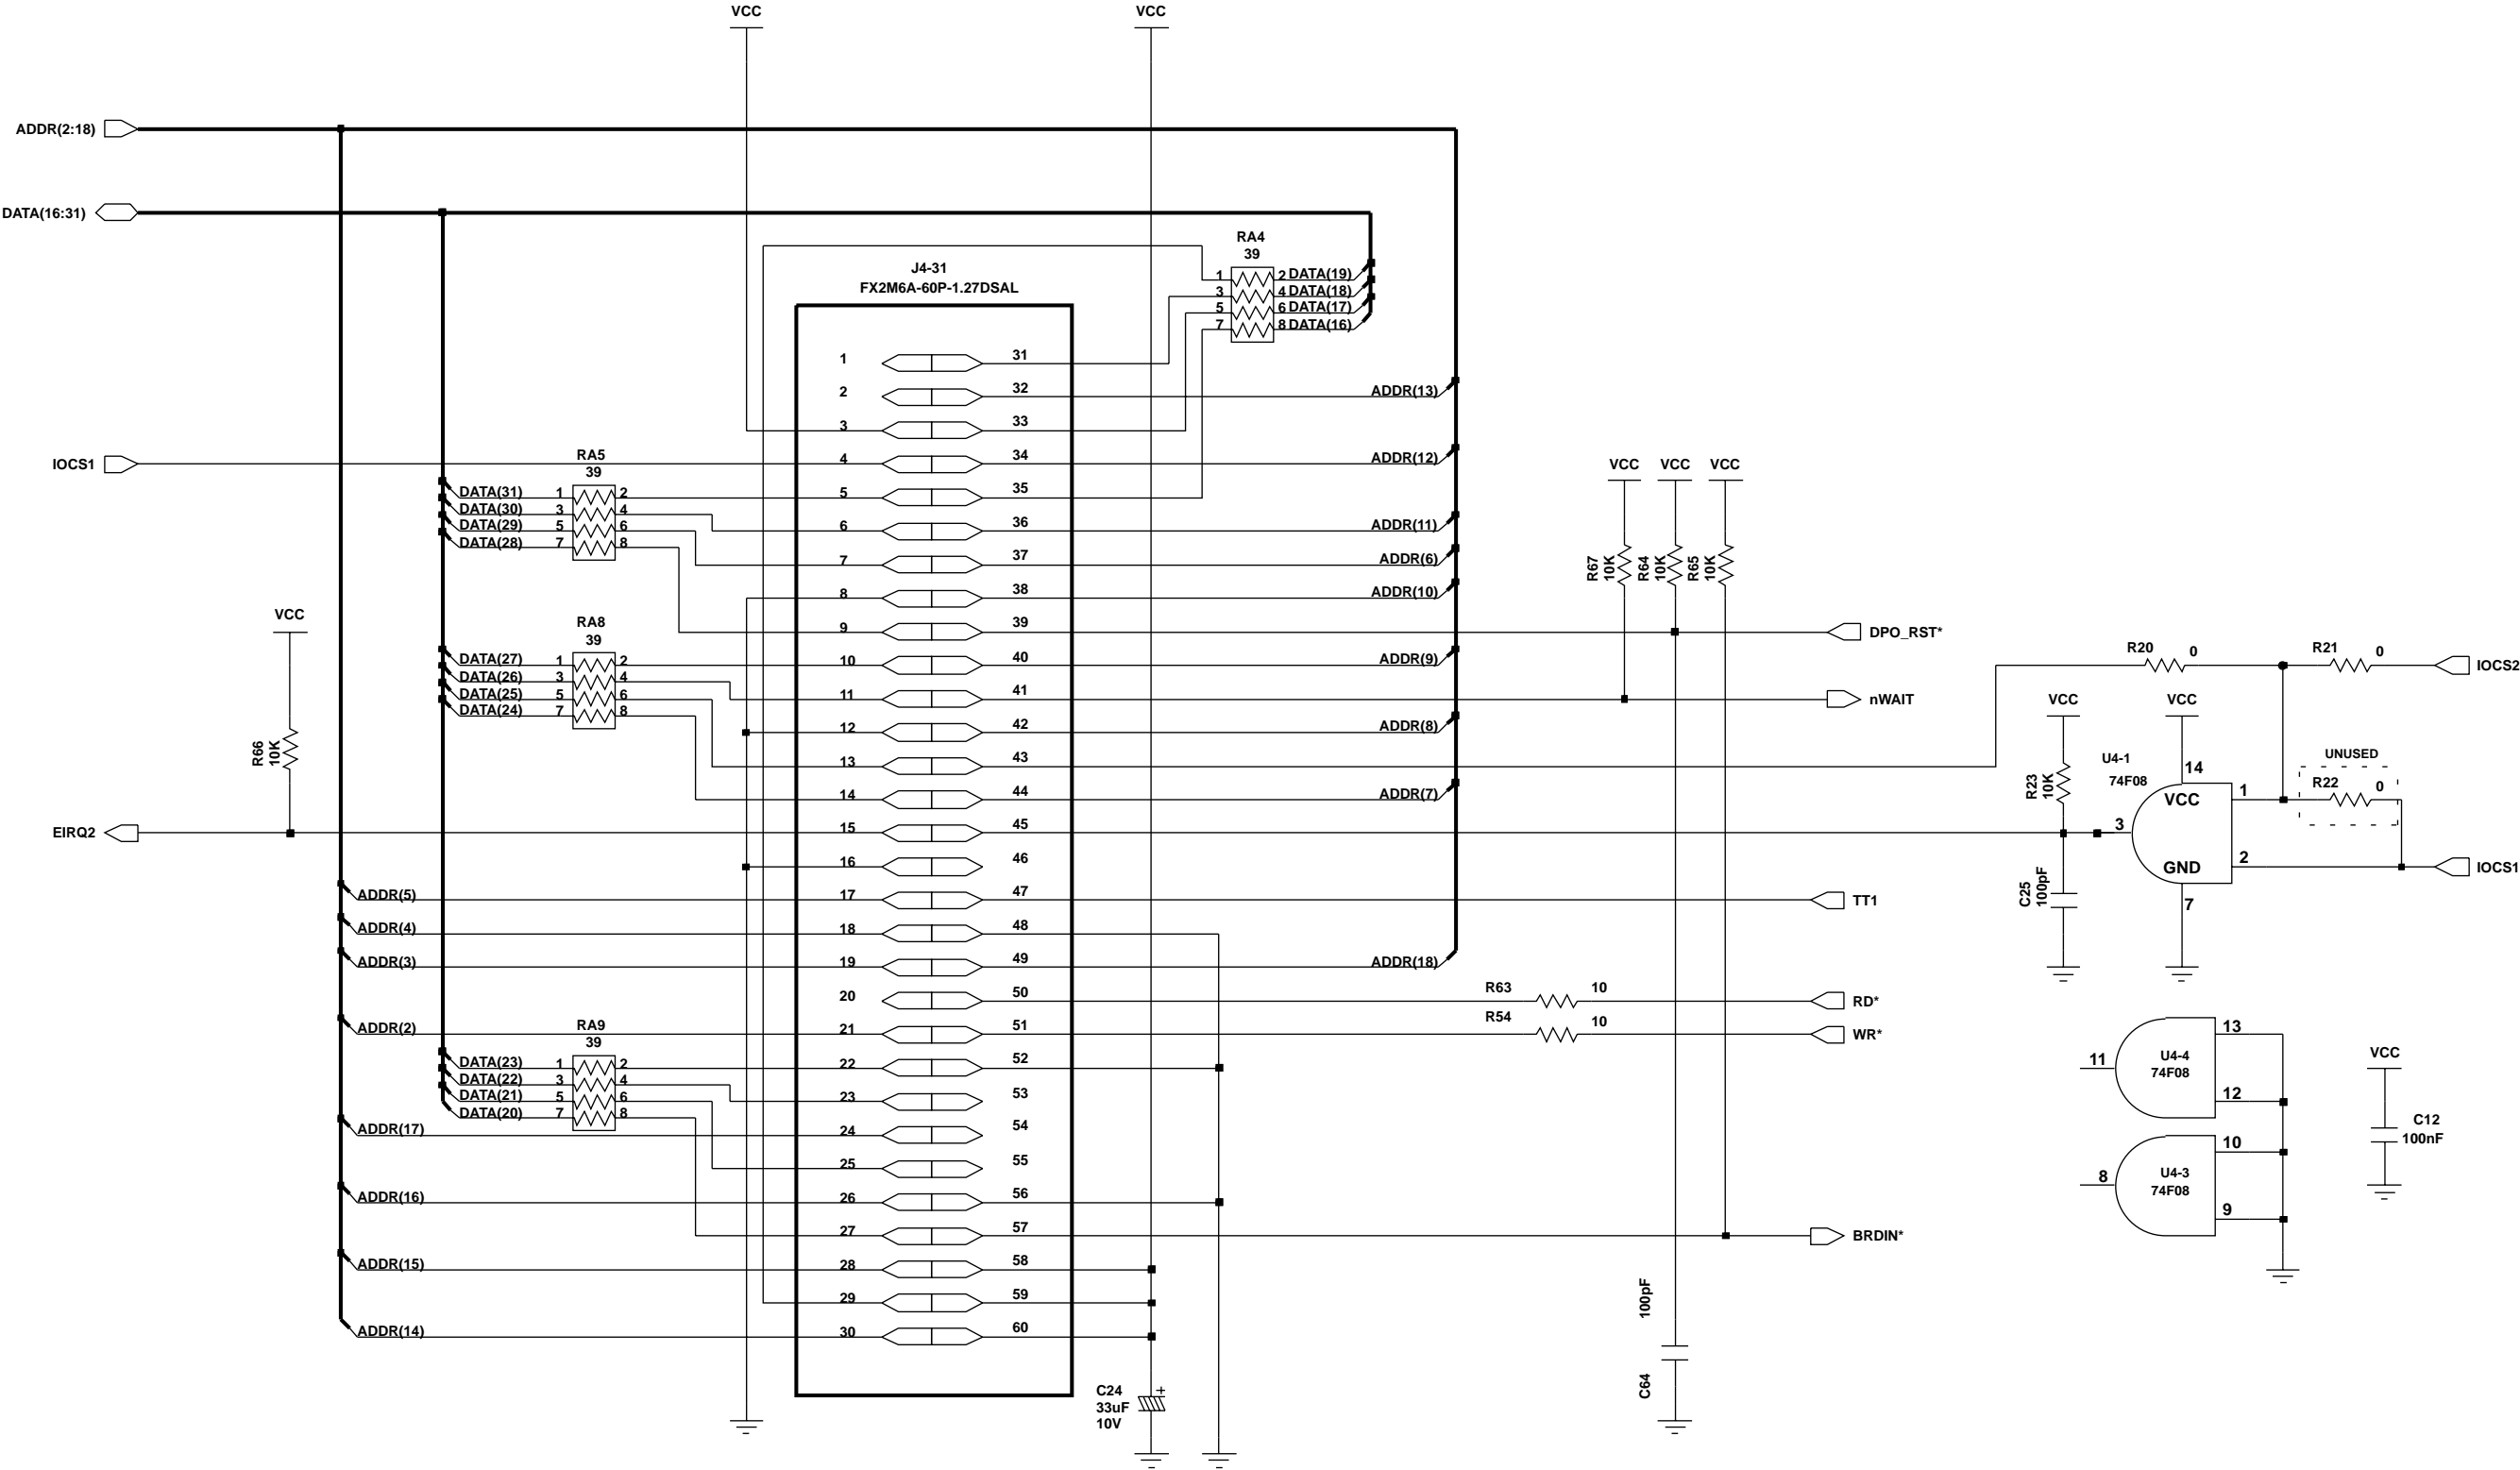 VCC
VCC
ADDR(2:18)
DATA(16:31)
RA4
39
1
2
DATA(19)
3
4
DATA(18)
5
6
DATA(17)
7
8
DATA(16)
J4-31
FX2M6A-60P-1.27DSAL
1
31
2
32
ADDR(13)
3
33
IOCS1
4
34
ADDR(12)
RA5
39
DATA(31)
1
2
DATA(30)
3
4
DATA(29)
5
6
DATA(28)
7
8
5
35
6
36
ADDR(11)
7
37
ADDR(6)
8
38
ADDR(10)
9
39
DPO_RST*
VCC
VCC
VCC
R67
10K
R64
10K
R65
10K
VCC
R66
10K
RA8
39
DATA(27)
1
2
DATA(26)
3
4
DATA(25)
5
6
DATA(24)
7
8
10
40
ADDR(9)
11
41
nWAIT
12
42
ADDR(8)
13
43
14
44
ADDR(7)
EIRQ2
15
45
16
46
ADDR(5)
17
47
TT1
ADDR(4)
18
48
ADDR(3)
19
49
ADDR(18)
20
50
R63
10
RD*
ADDR(2)
21
51
R54
10
WR*
RA9
39
DATA(23)
1
2
DATA(22)
3
4
DATA(21)
5
6
DATA(20)
7
8
22
52
23
53
ADDR(17)
24
54
25
55
ADDR(16)
26
56
27
57
BRDIN*
ADDR(15)
28
58
29
59
ADDR(14)
30
60
C24
33uF
10V
+
100pF
C64
R20
0
R21
0
IOCS2
VCC
VCC
R23
10K
U4-1
74F08
14
VCC
1
UNUSED
R22
0
3
GND
2
IOCS1
7
C25
100pF
13
11
U4-4
74F08
12
10
8
U4-3
74F08
9
VCC
C12
100nF